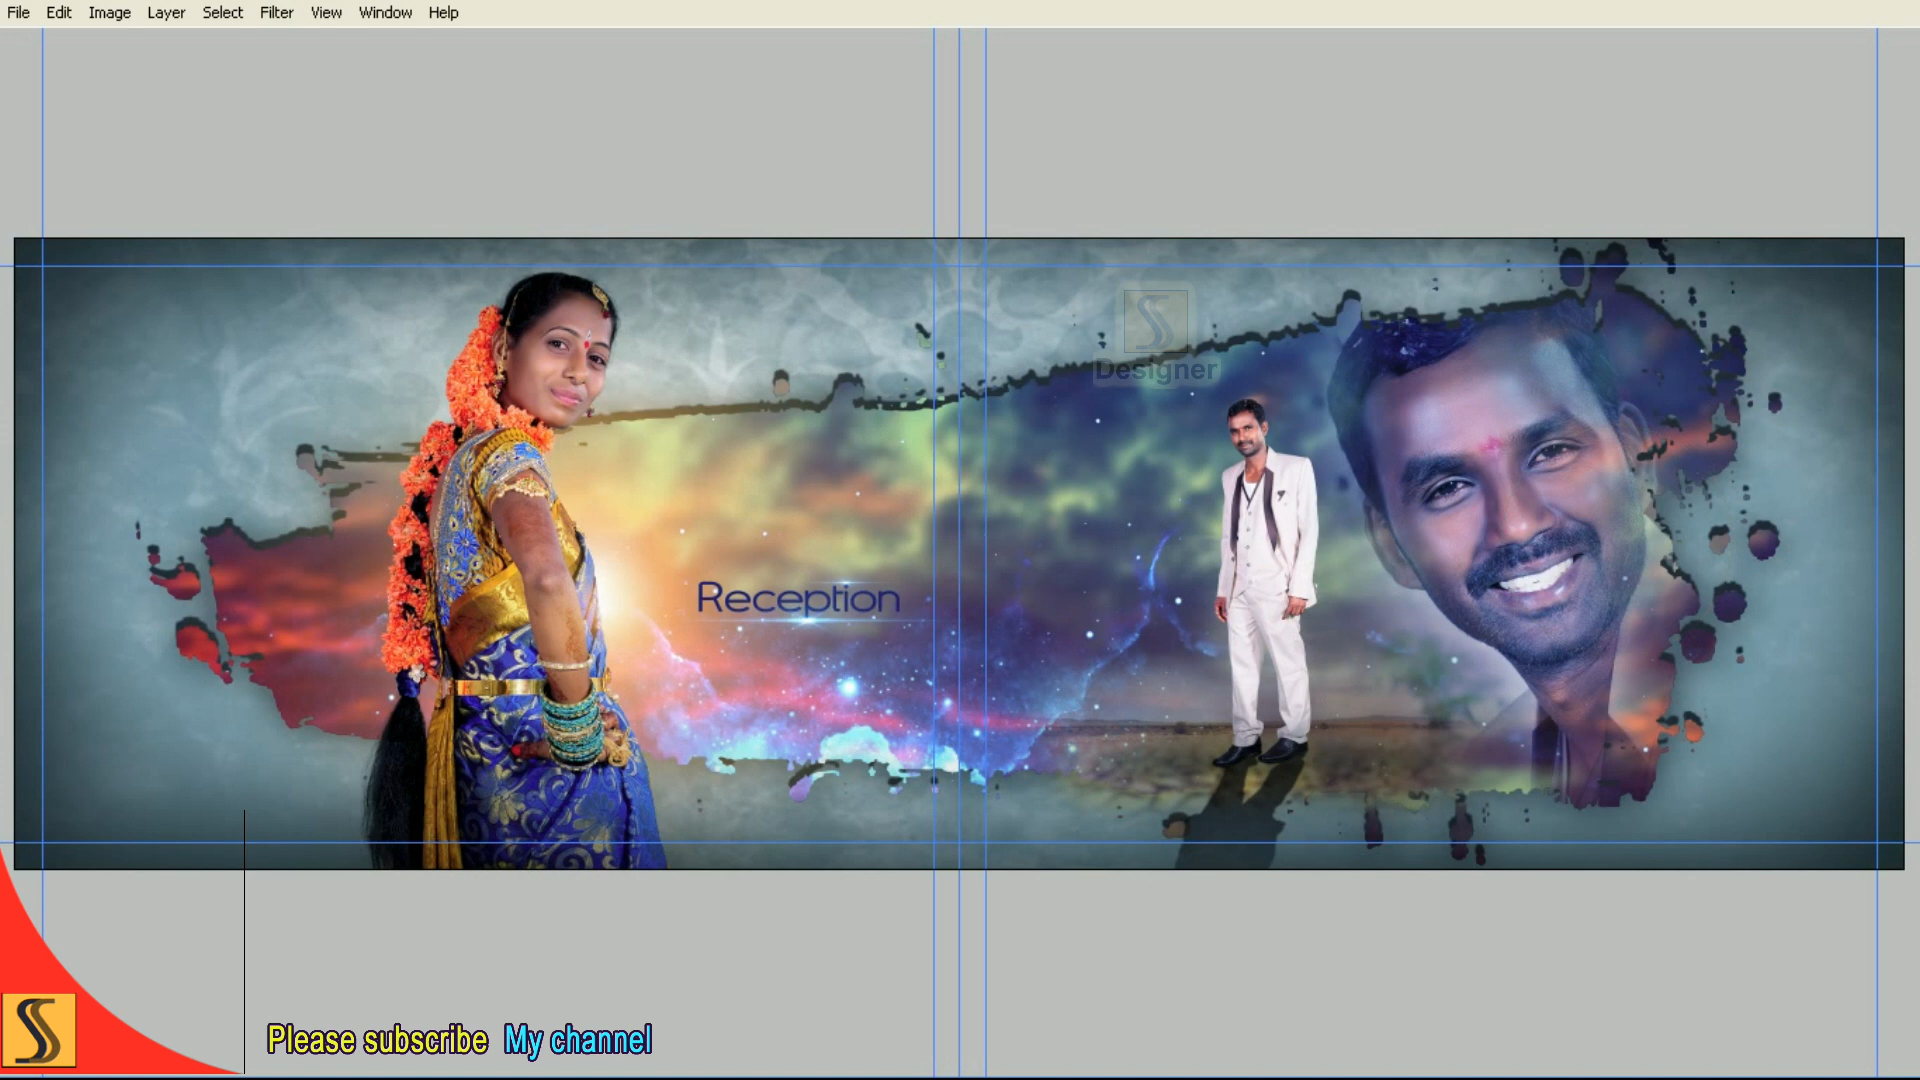 File Edit Image Layer Select Filter View Window Help
Designer
Reception
Please subscribe My channel